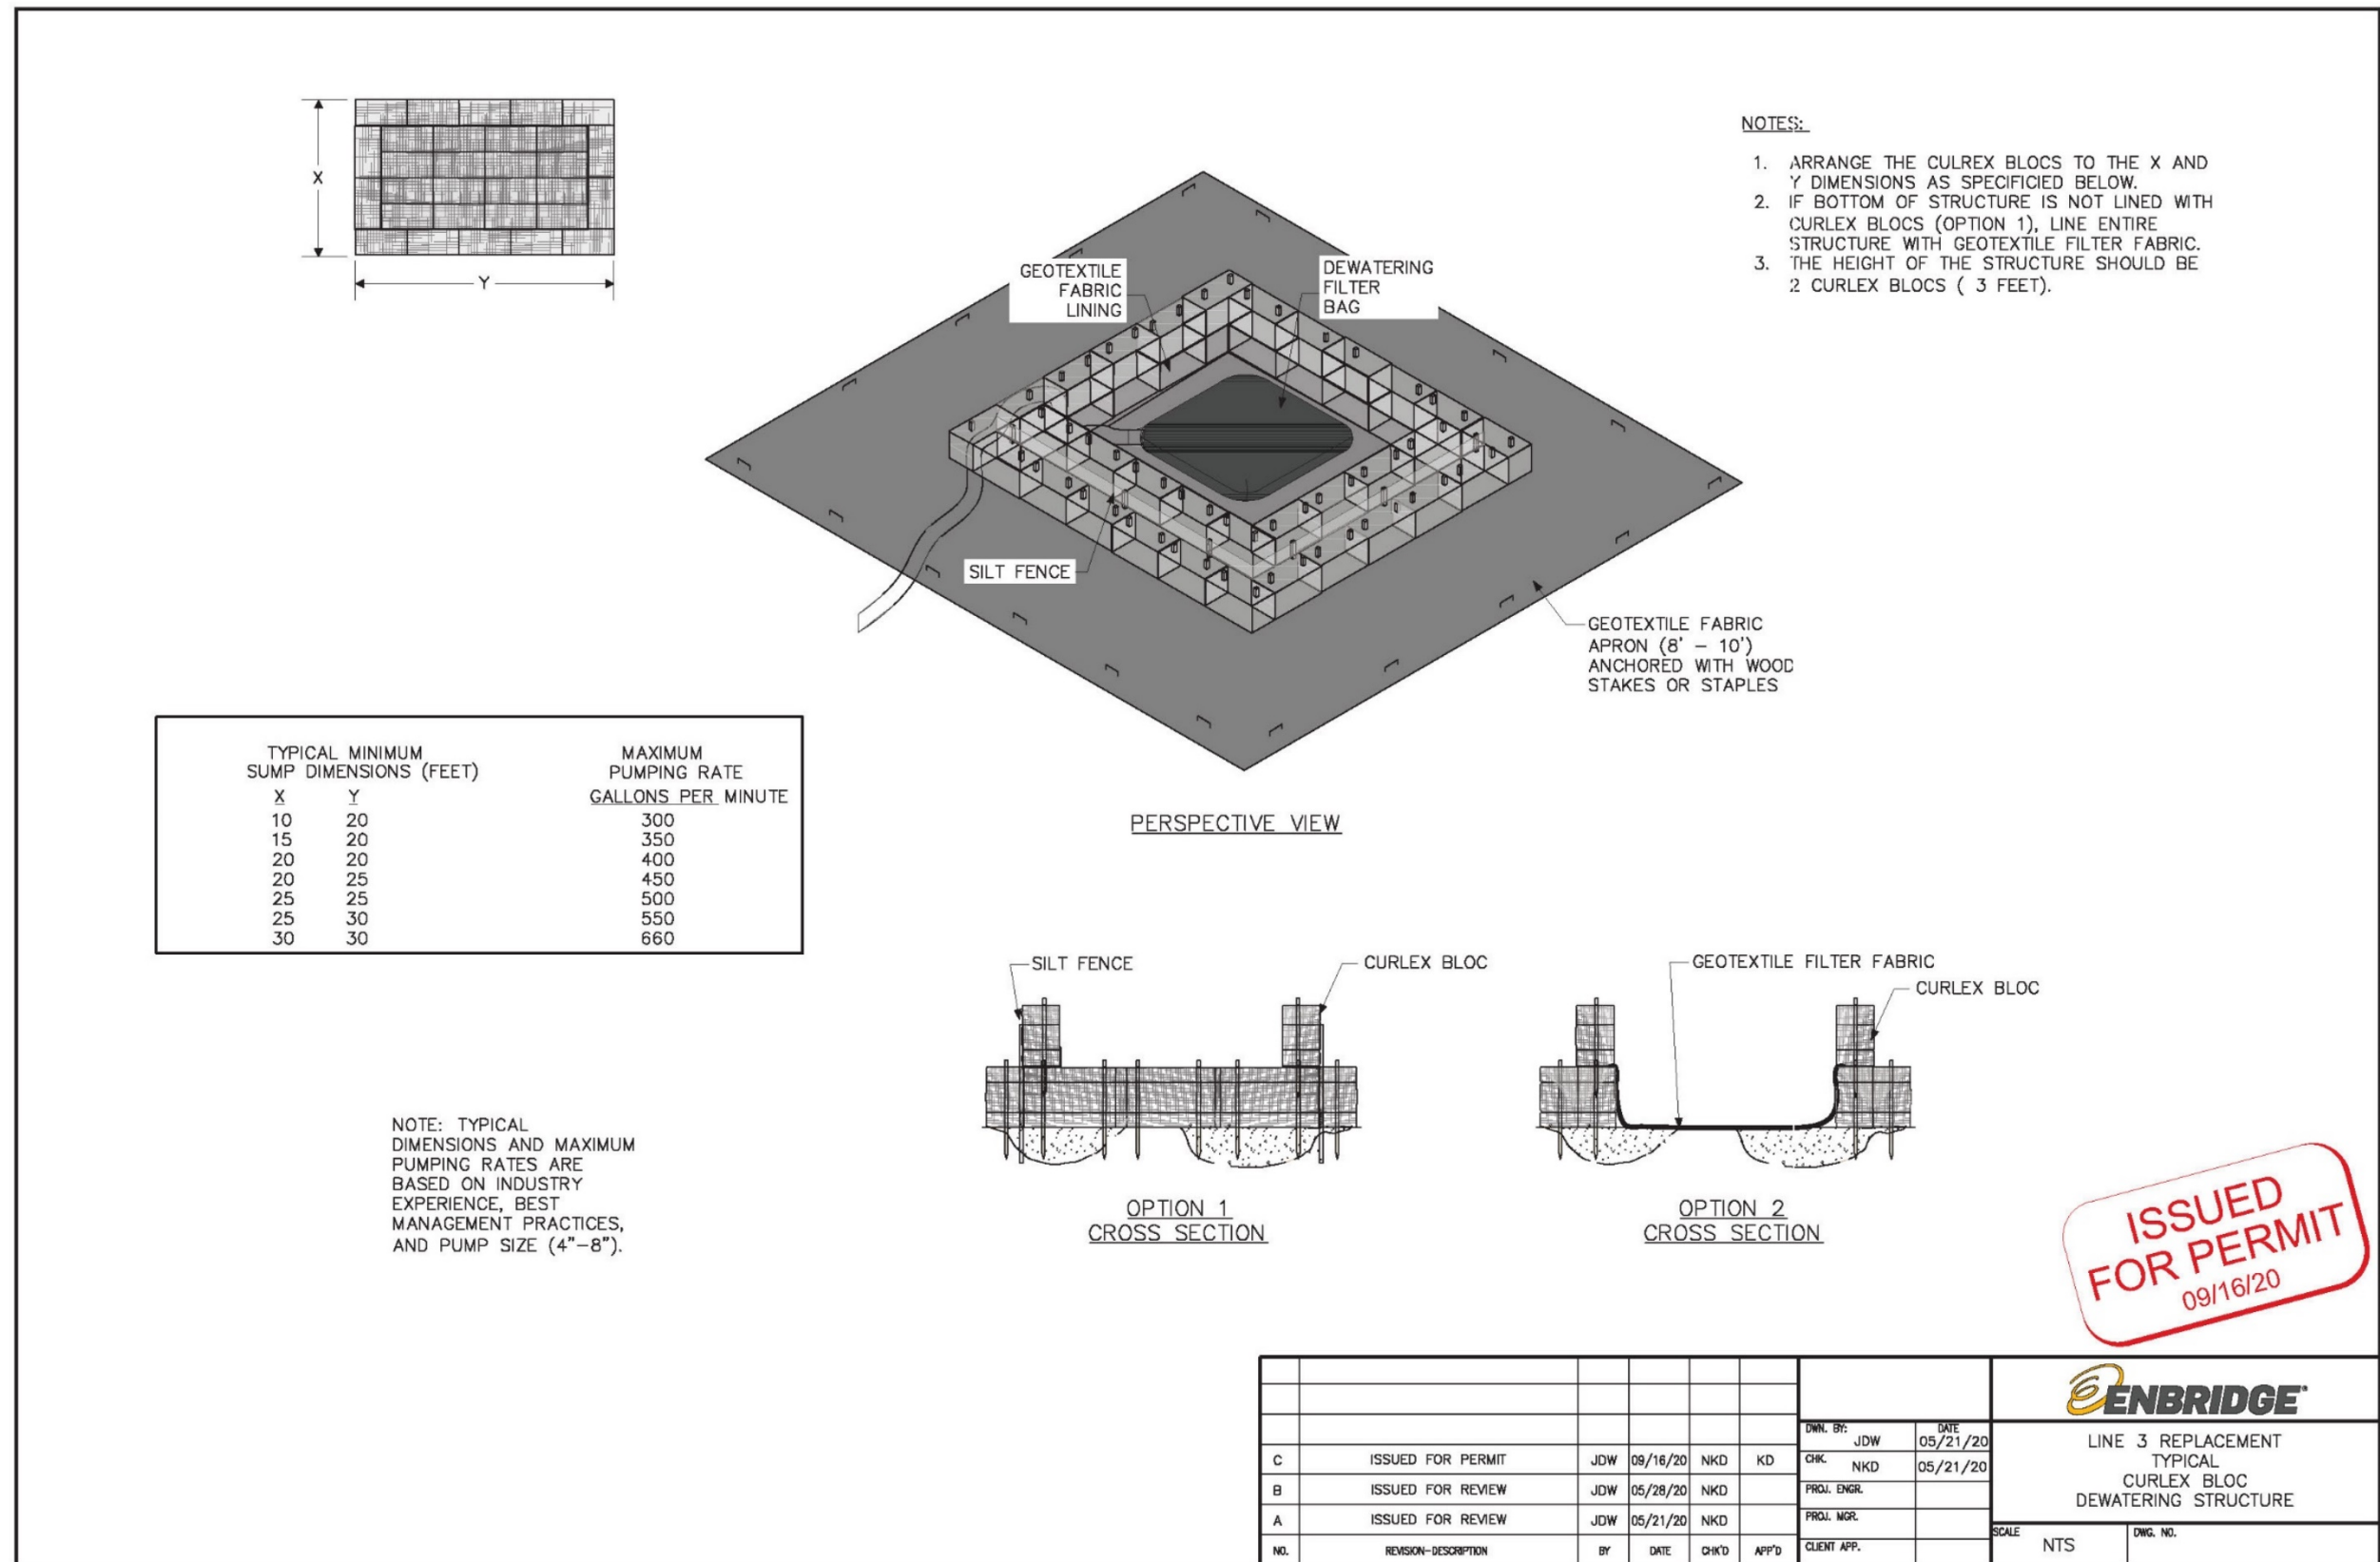 X
Y
NOTES:
1. ARRANGE THE CULREX BLOCS TO THE X AND
Y DIMENSIONS AS SPECIFICIED BELOW.
2. IF BOTTOM OF STRUCTURE IS NOT LINED WITH
CURLEX BLOCS (OPTION 1), LINE ENTIRE
STRUCTURE WITH GEOTEXTILE FILTER FABRIC.
3. THE HEIGHT OF THE STRUCTURE SHOULD BE
2 CURLEX BLOCS ( 3 FEET).
GEOTEXTILE
FABRIC
LINING
DEWATERING
FILTER
BAG
SILT FENCE
GEOTEXTILE FABRIC
APRON (8' – 10')
ANCHORED WITH WOOD
STAKES OR STAPLES
PERSPECTIVE VIEW
TYPICAL MINIMUM MAXIMUM
SUMP DIMENSIONS (FEET) PUMPING RATE
X Y GALLONS PER MINUTE
10 20 300
15 20 350
20 20 400
20 25 450
25 25 500
25 30 550
30 30 660
NOTE: TYPICAL
DIMENSIONS AND MAXIMUM
PUMPING RATES ARE
BASED ON INDUSTRY
EXPERIENCE, BEST
MANAGEMENT PRACTICES,
AND PUMP SIZE (4"–8").
SILT FENCE
CURLEX BLOC
OPTION 1
CROSS SECTION
GEOTEXTILE FILTER FABRIC
CURLEX BLOC
OPTION 2
CROSS SECTION
ISSUED
FOR PERMIT
09/16/20
C ISSUED FOR PERMIT JDW 09/16/20 NKD KD
B ISSUED FOR REVIEW JDW 05/28/20 NKD
A ISSUED FOR REVIEW JDW 05/21/20 NKD
NO. REVISION-DESCRIPTION BY DATE CHK'D APP'D
DWN. BY: DATE
JDW 05/21/20
CHK. NKD 05/21/20
PROJ. ENGR.
PROJ. MGR.
CLIENT APP.
ENBRIDGE®
LINE 3 REPLACEMENT
TYPICAL
CURLEX BLOC
DEWATERING STRUCTURE
SCALE NTS
DWG. NO.